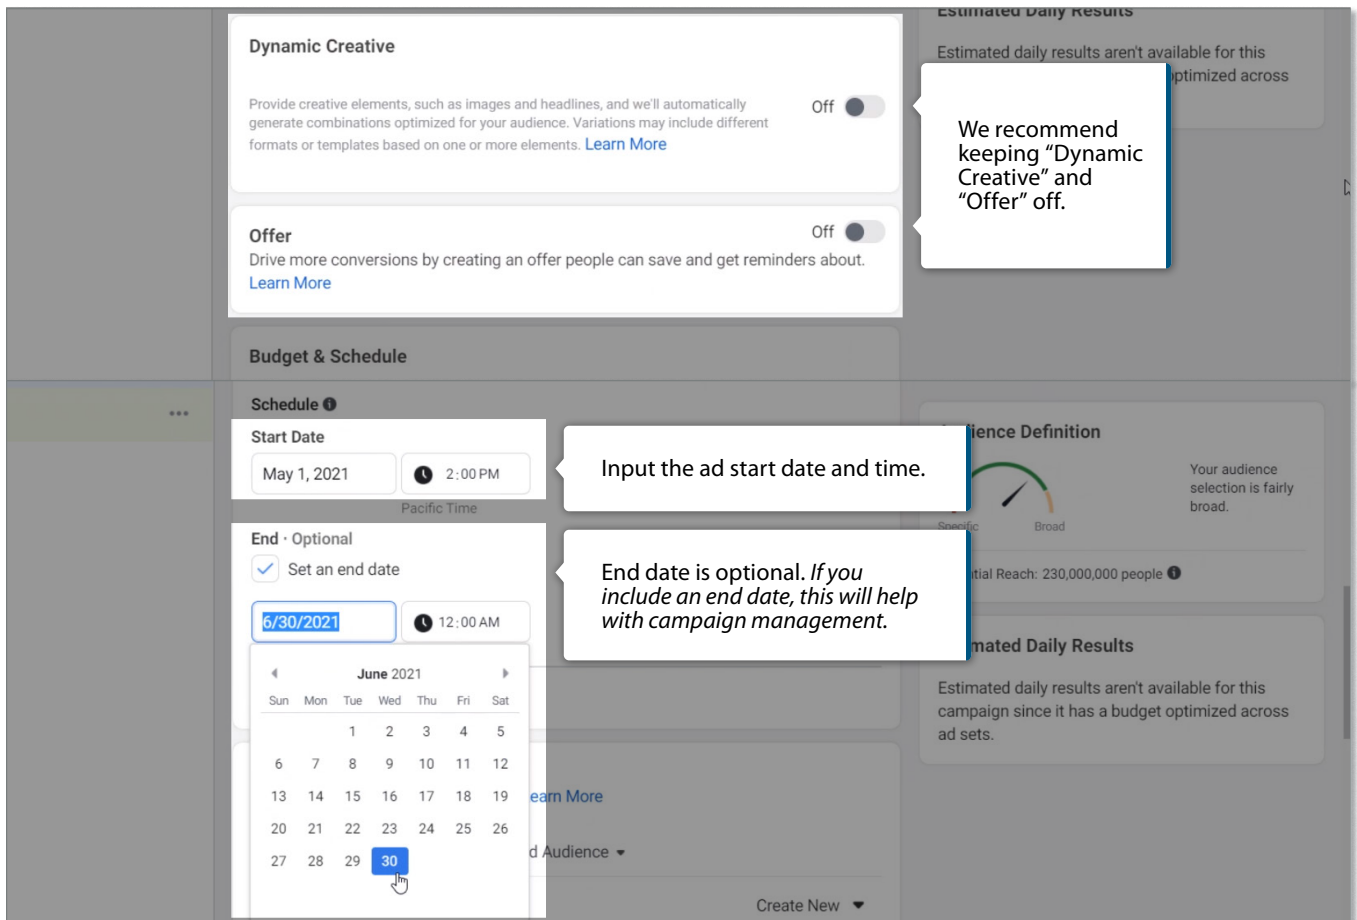 Estimated Daily Results
Dynamic Creative
Estimated daily results aren't available for this
optimized across
Provide creative elements, such as images and headlines, and we'll automatically
generate combinations optimized for your audience. Variations may include different
formats or templates based on one or more elements. Learn More
Off
We recommend
keeping “Dynamic
Creative” and
“Offer” off.
Offer
Off
Drive more conversions by creating an offer people can save and get reminders about.
Learn More
Budget & Schedule
Schedule
Start Date
May 1, 2021
2:00 PM
Pacific Time
Input the ad start date and time.
Audience Definition
Your audience
selection is fairly
broad.
Specific
Broad
Potential Reach: 230,000,000 people
End · Optional
Set an end date
6/30/2021
12:00 AM
End date is optional. If you
include an end date, this will help
with campaign management.
June 2021
Sun Mon Tue Wed Thu Fri Sat
1 2 3 4 5
6 7 8 9 10 11 12
13 14 15 16 17 18 19
20 21 22 23 24 25 26
27 28 29 30
Estimated Daily Results
Estimated daily results aren't available for this
campaign since it has a budget optimized across
ad sets.
Learn More
d Audience
Create New